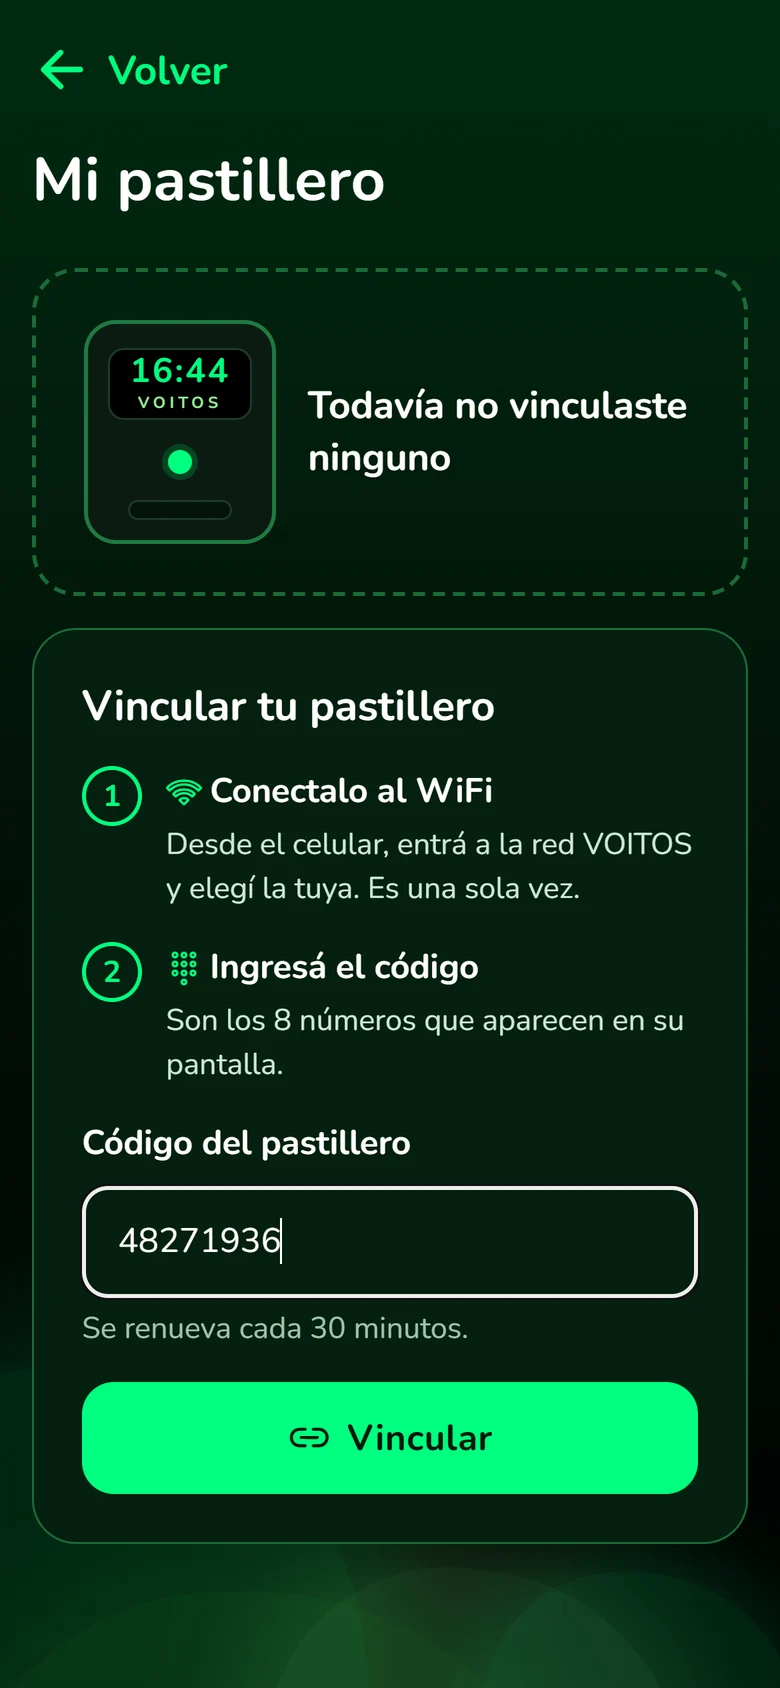 Volver
Mi pastillero
16:44
VOITOS
Todavía no vinculaste
ninguno
Vincular tu pastillero
1
Conectalo al WiFi
Desde el celular, entrá a la red VOITOS
y elegí la tuya. Es una sola vez.
2
Ingresá el código
Son los 8 números que aparecen en su
pantalla.
Código del pastillero
48271936
Se renueva cada 30 minutos.
Vincular